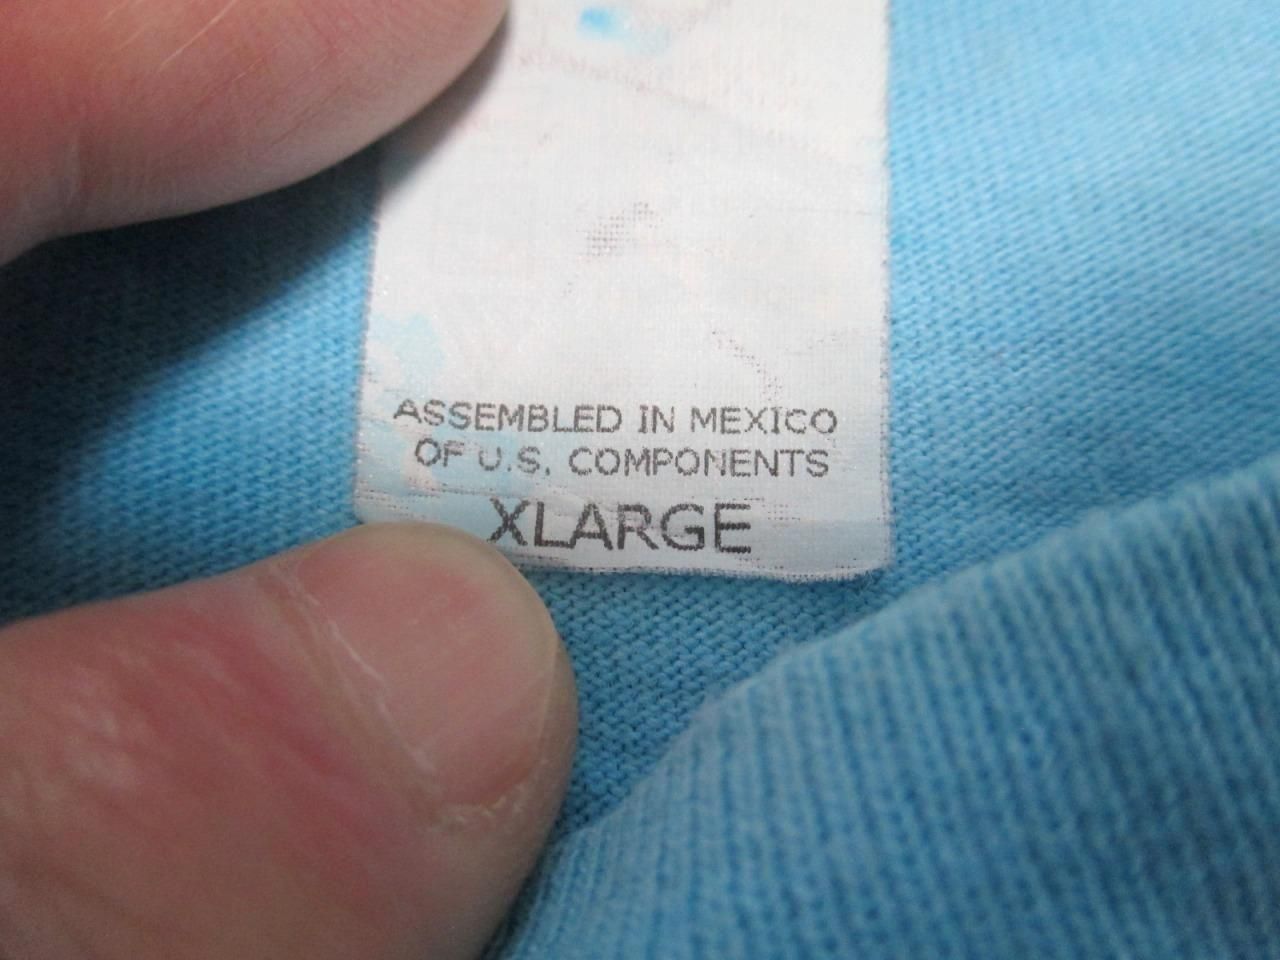 ASSEMBLED IN MEXICO
OF U.S. COMPONENTS
XLARGE